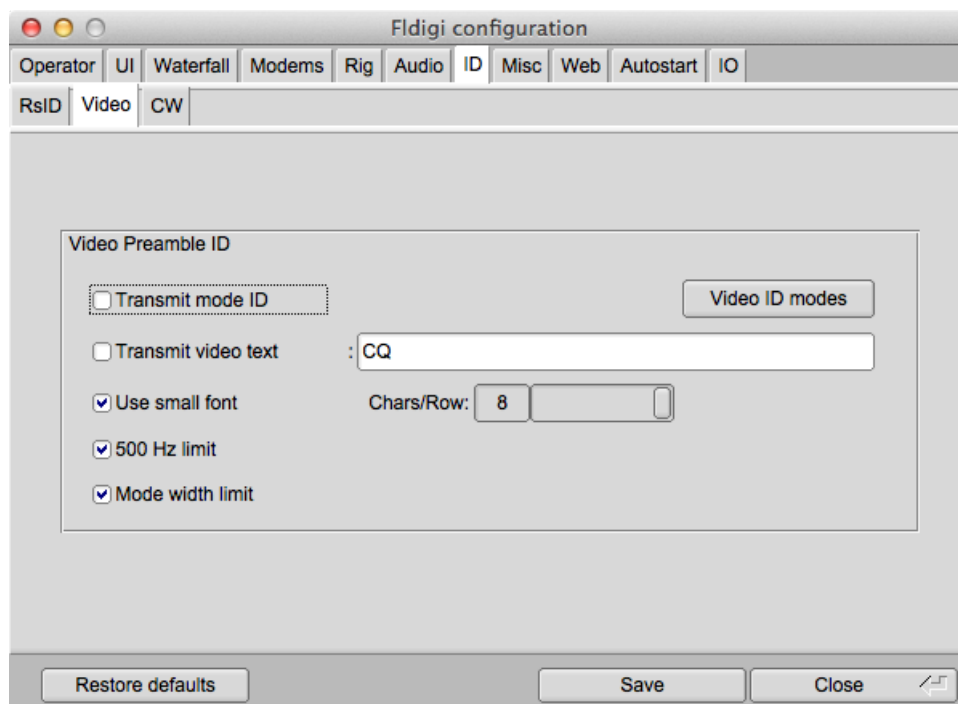 Fldigi configuration
Operator UI Waterfall Modems Rig Audio ID Misc Web Autostart IO
RsID Video CW
Video Preamble ID
Transmit mode ID Video ID modes
Transmit video text : CQ
Use small font Chars/Row: 8
500 Hz limit
Mode width limit
Restore defaults Save Close